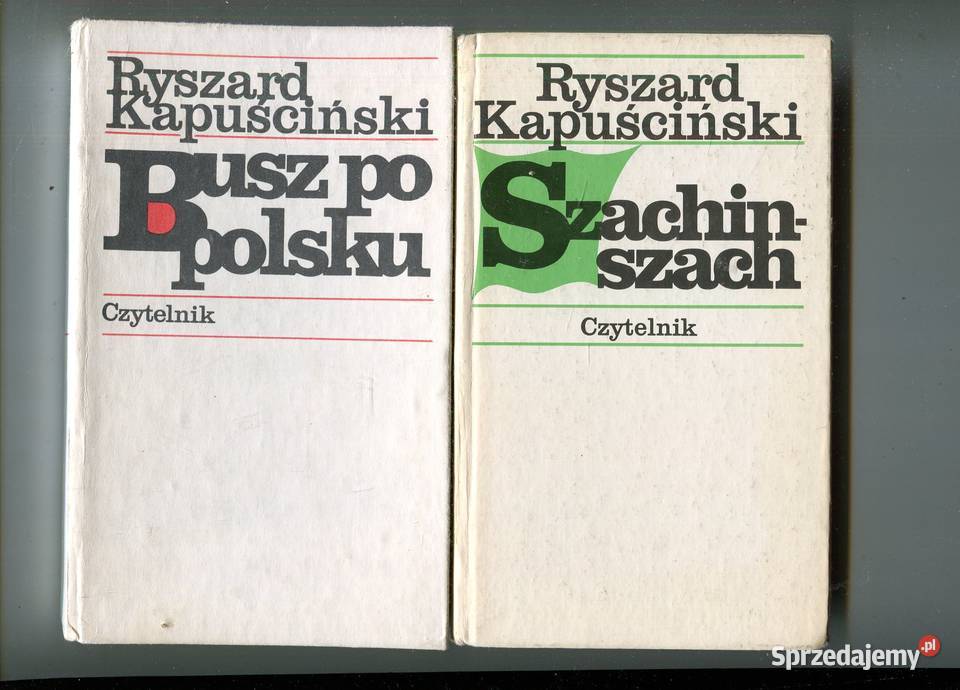 Ryszard
Kapuściński
Busz po
polsku
Czytelnik
Ryszard
Kapuściński
Szachin-
szach
Czytelnik
Sprzedajemy.pl